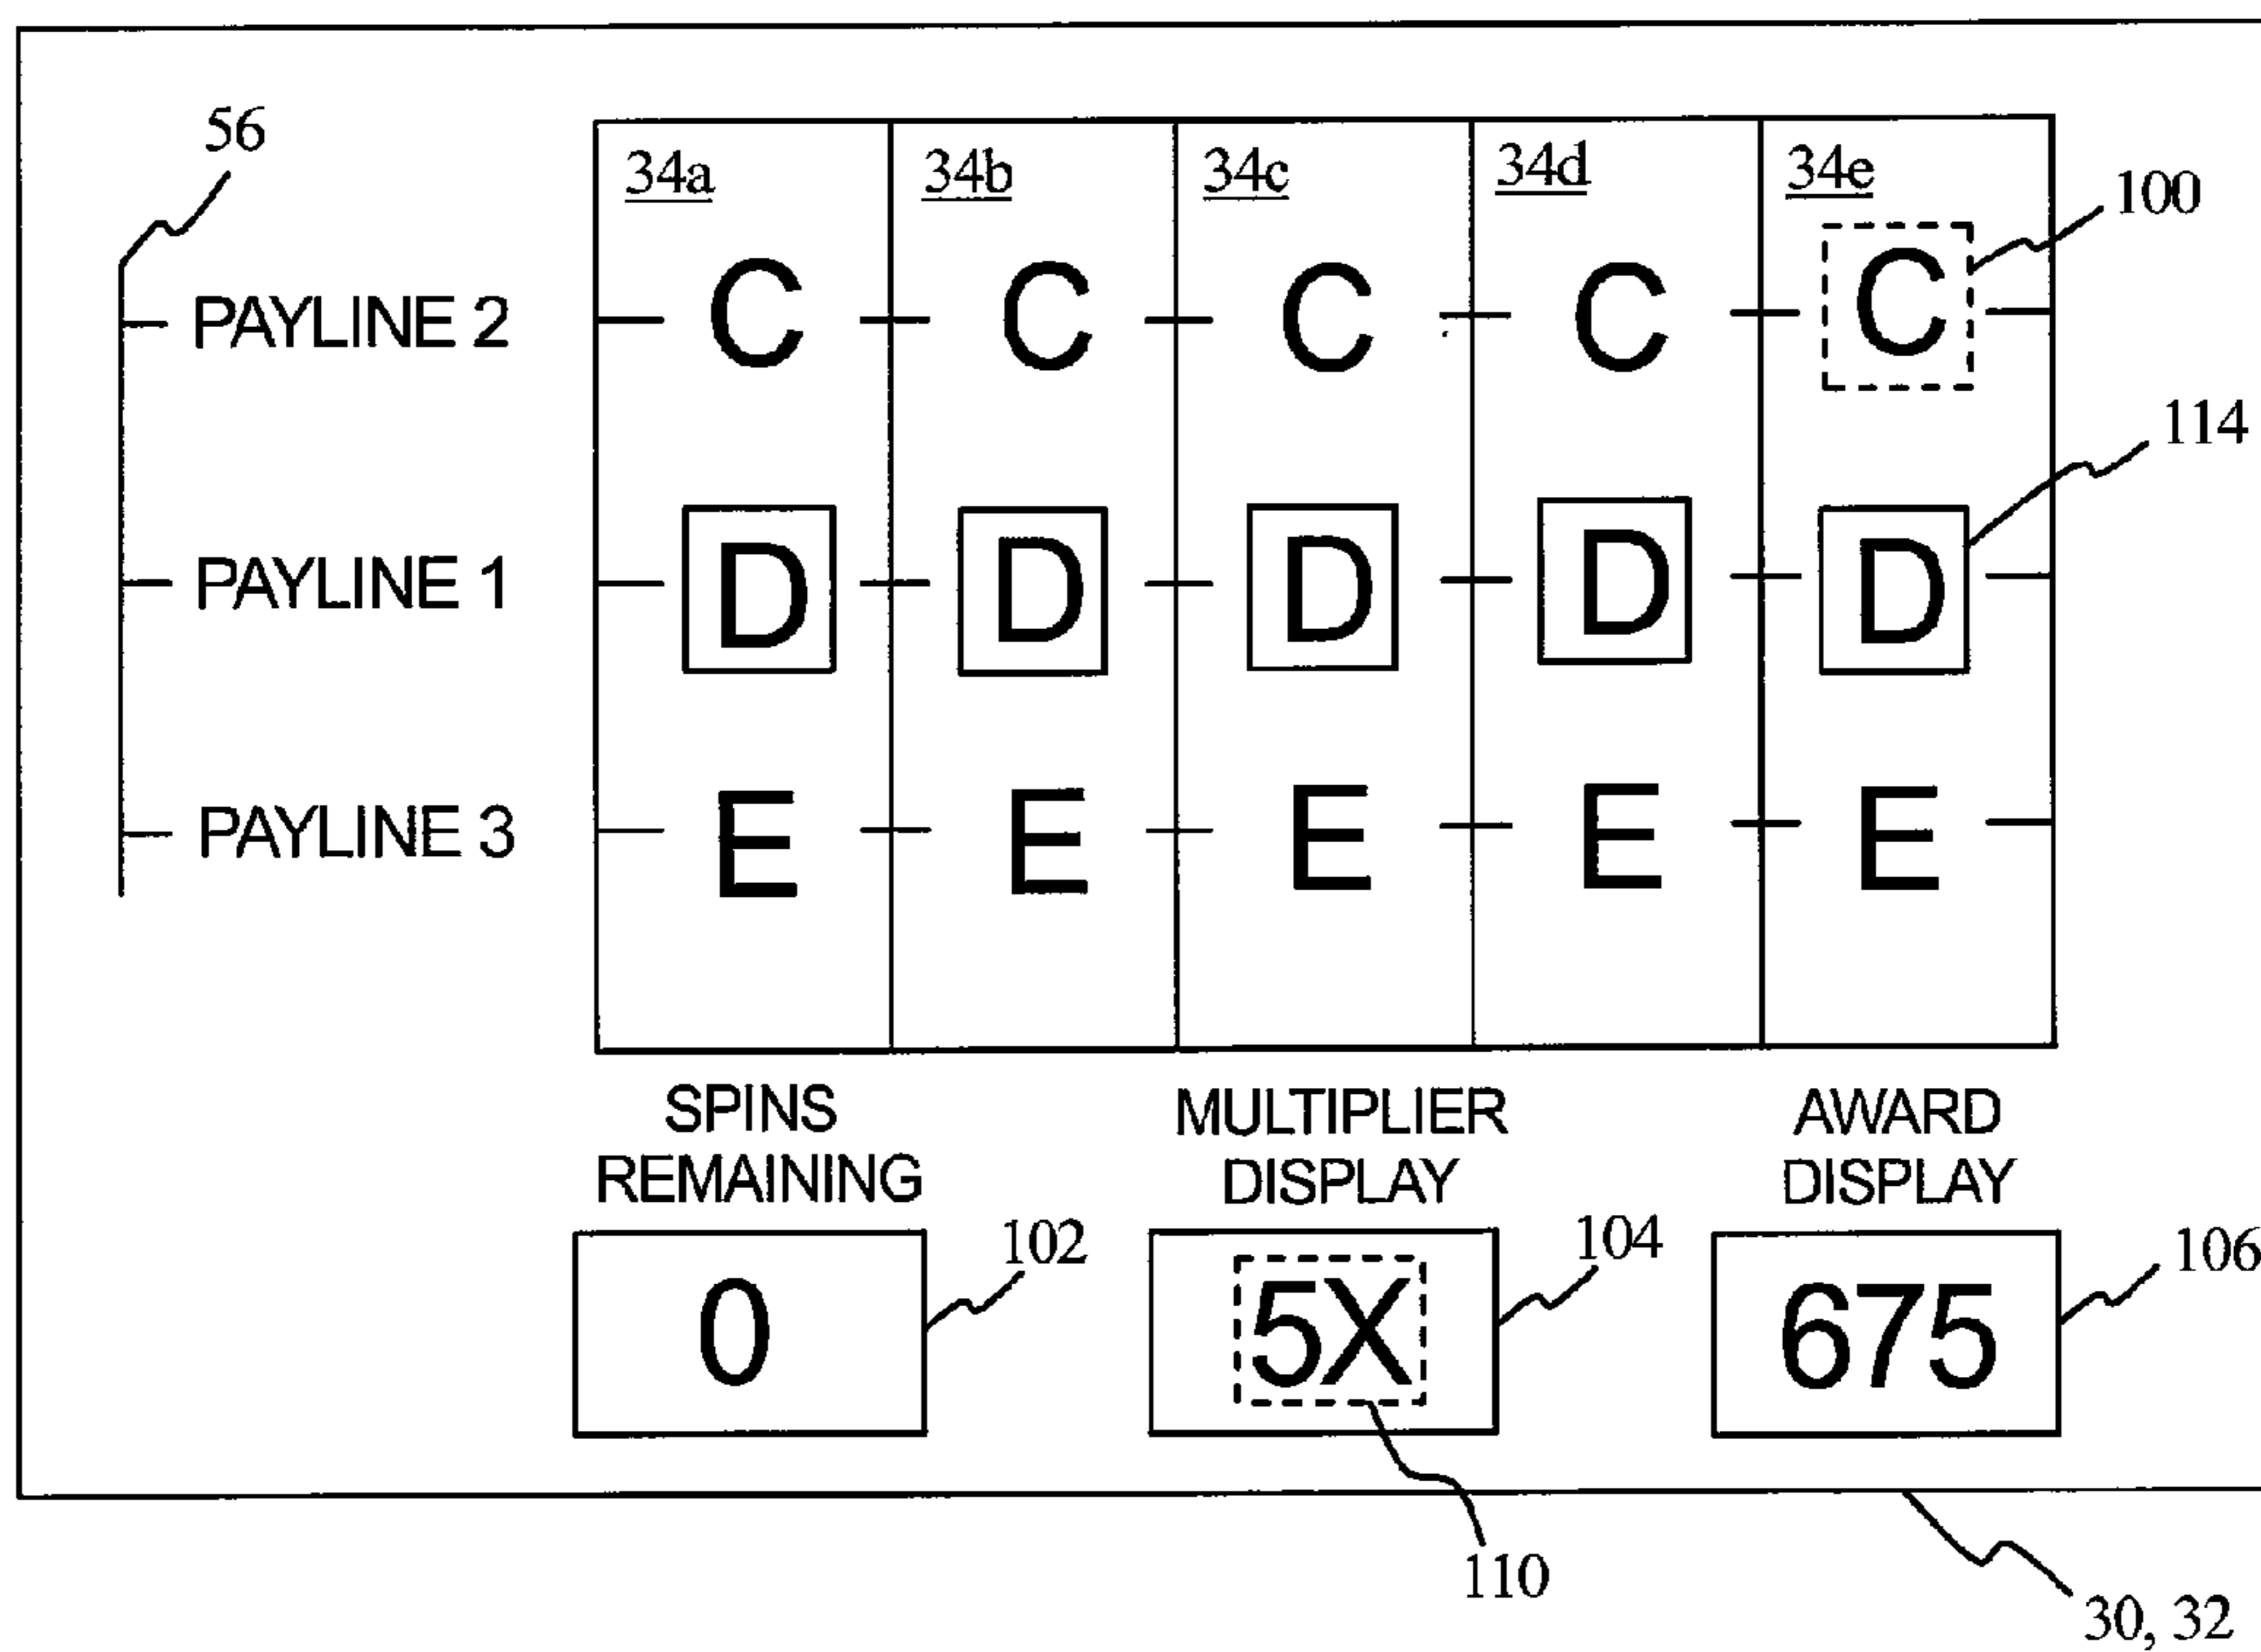 56
34a 34b 34c 34d 34e
100
PAYLINE 2 C C C C C
114
PAYLINE 1 D D D D D
PAYLINE 3 E E E E E
SPINS REMAINING
MULTIPLIER DISPLAY
AWARD DISPLAY
102
104
106
0 5X 675
110
30, 32